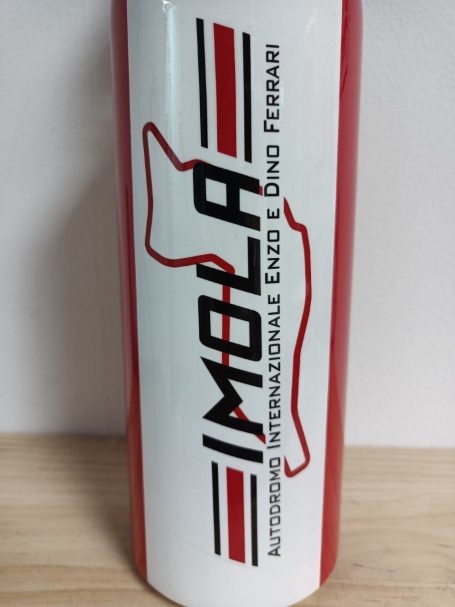 IMOLA
AUTODROMO INTERNAZIONALE ENZO E DINO FERRARI